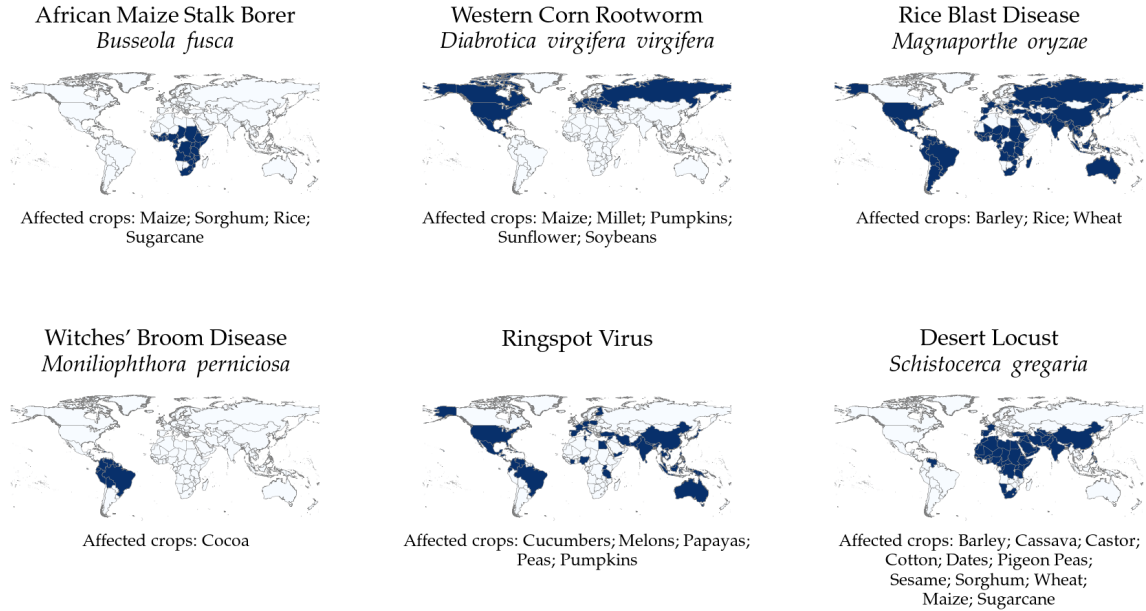 African Maize Stalk Borer
Busseola fusca
Affected crops: Maize; Sorghum; Rice;
Sugarcane
Western Corn Rootworm
Diabrotica virgifera virgifera
Affected crops: Maize; Millet; Pumpkins;
Sunflower; Soybeans
Rice Blast Disease
Magnaporthe oryzae
Affected crops: Barley; Rice; Wheat
Witches’ Broom Disease
Moniliophthora perniciosa
Affected crops: Cocoa
Ringspot Virus
Affected crops: Cucumbers; Melons; Papayas;
Peas; Pumpkins
Desert Locust
Schistocerca gregaria
Affected crops: Barley; Cassava; Castor;
Cotton; Dates; Pigeon Peas;
Sesame; Sorghum; Wheat;
Maize; Sugarcane